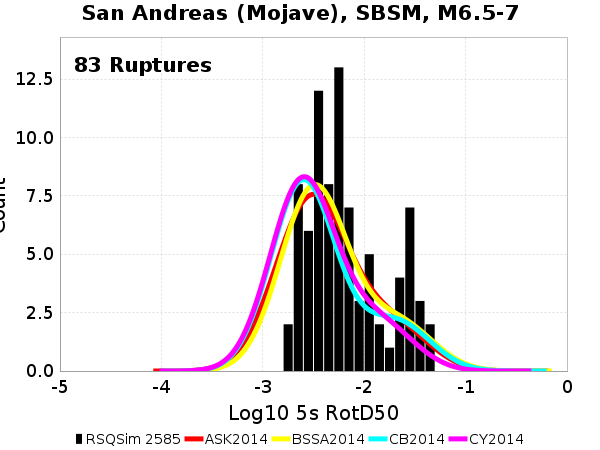 San Andreas (Mojave), SBSM, M6.5-7
83 Ruptures
12.5
10.0
7.5
5.0
2.5
0.0
Count
-5 -4 -3 -2 -1 0
Log10 5s RotD50
RSQSim 2585 ASK2014 BSSA2014 CB2014 CY2014